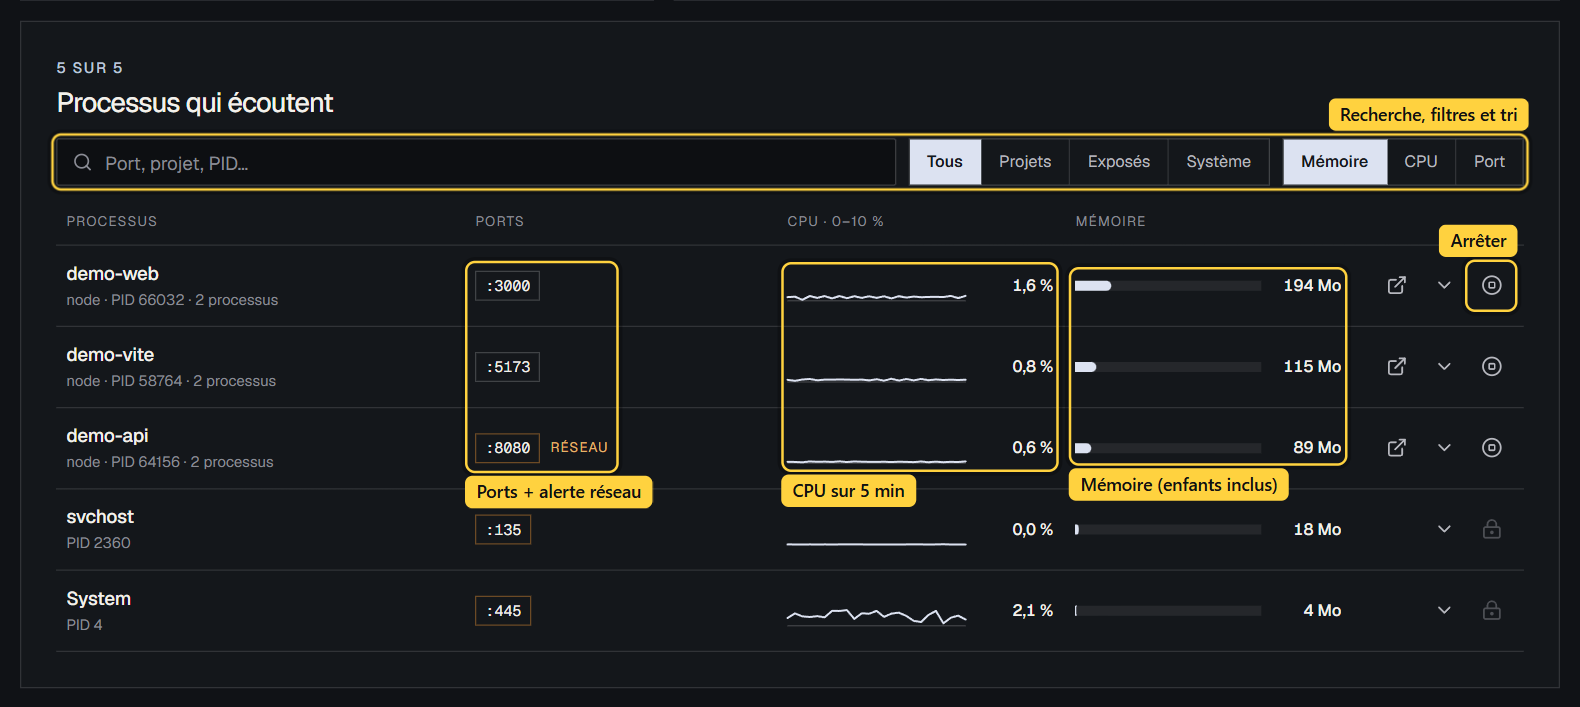 5 SUR 5
Processus qui écoutent
Recherche, filtres et tri
Port, projet, PID...
Tous Projets Exposés Système Mémoire CPU Port
PROCESSUS PORTS CPU · 0–10 % MÉMOIRE
Arrêter
demo-web :3000 1,6 % 194 Mo
node · PID 66032 · 2 processus
demo-vite :5173 0,8 % 115 Mo
node · PID 58764 · 2 processus
demo-api :8080 RÉSEAU 0,6 % 89 Mo
node · PID 64156 · 2 processus
Ports + alerte réseau CPU sur 5 min Mémoire (enfants inclus)
svchost :135 0,0 % 18 Mo
PID 2360
System :445 2,1 % 4 Mo
PID 4